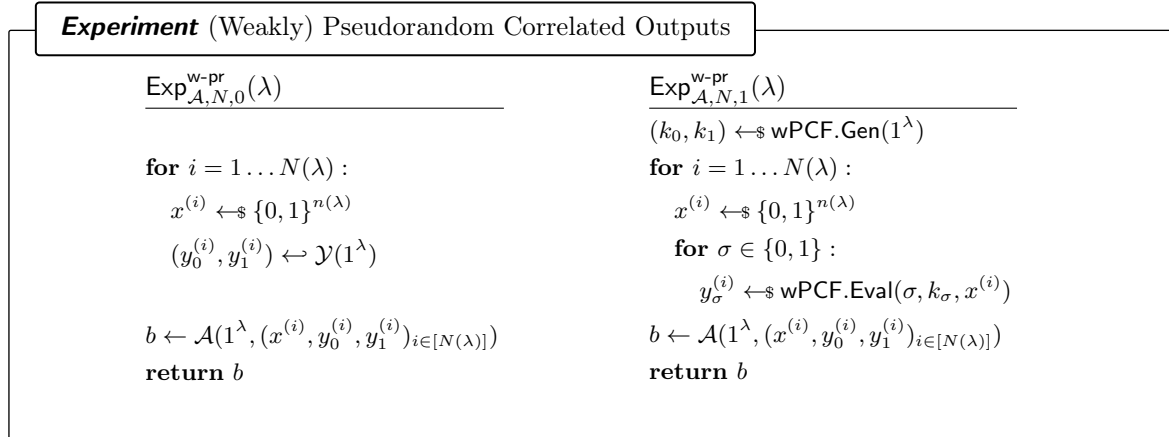 Experiment (Weakly) Pseudorandom Correlated Outputs
Exp^{w-pr}_{𝒜,N,0}(λ)
for i = 1 … N(λ) :
x^{(i)} ←$ {0, 1}^{n(λ)}
(y_0^{(i)}, y_1^{(i)}) ↩ 𝒴(1^λ)
b ← 𝒜(1^λ, (x^{(i)}, y_0^{(i)}, y_1^{(i)})_{i∈[N(λ)]})
return b
Exp^{w-pr}_{𝒜,N,1}(λ)
(k_0, k_1) ←$ wPCF.Gen(1^λ)
for i = 1 … N(λ) :
x^{(i)} ←$ {0, 1}^{n(λ)}
for σ ∈ {0, 1} :
y_σ^{(i)} ←$ wPCF.Eval(σ, k_σ, x^{(i)})
b ← 𝒜(1^λ, (x^{(i)}, y_0^{(i)}, y_1^{(i)})_{i∈[N(λ)]})
return b